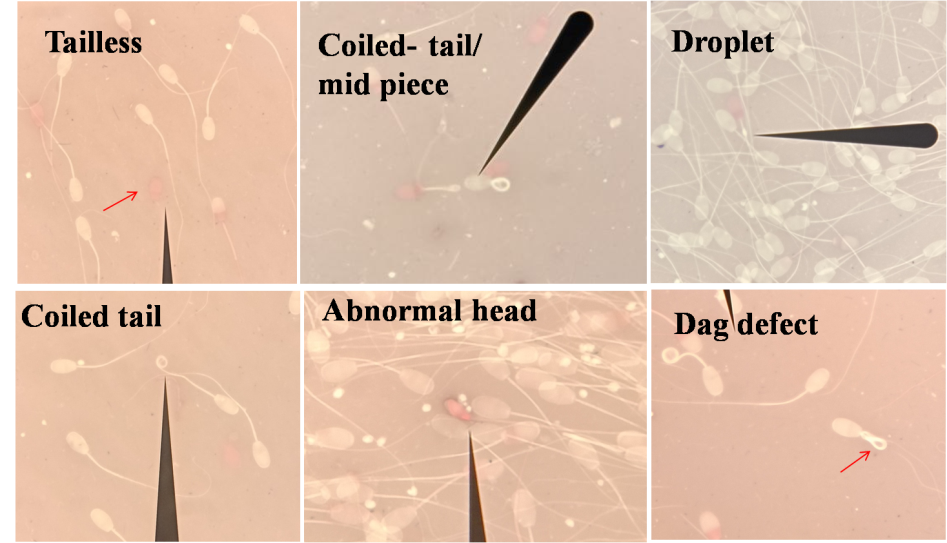 Tailless
Coiled- tail/
mid piece
Droplet
Coiled tail
Abnormal head
Dag defect